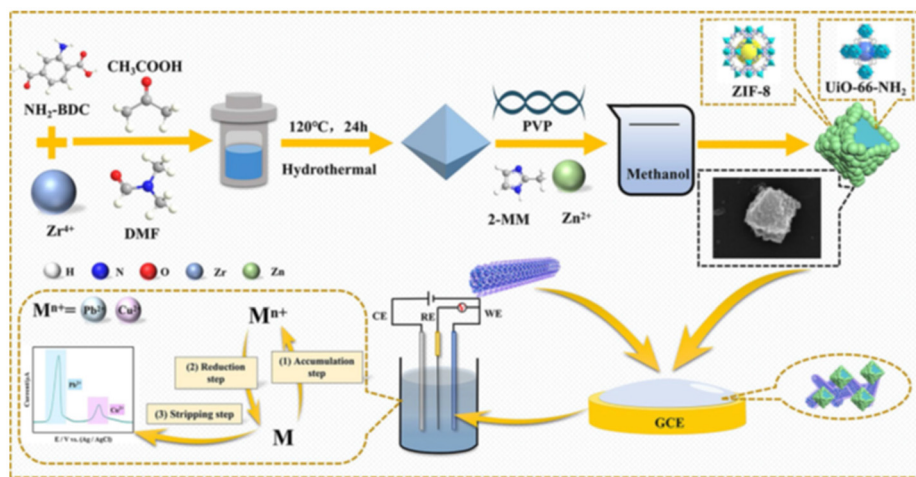 NH₂-BDC
CH₃COOH
Zr⁴⁺
DMF
120℃, 24h
Hydrothermal
PVP
2-MM
Zn²⁺
Methanol
ZIF-8
UiO-66-NH₂
H
N
O
Zr
Zn
Mⁿ⁺=
Pb²⁺
Cu²⁺
Mⁿ⁺
(2) Reduction
step
(1) Accumulation
step
(3) Stripping step
M
Current/μA
Pb²⁺
Cu²⁺
E / V vs. (Ag / AgCl)
CE
RE
WE
GCE